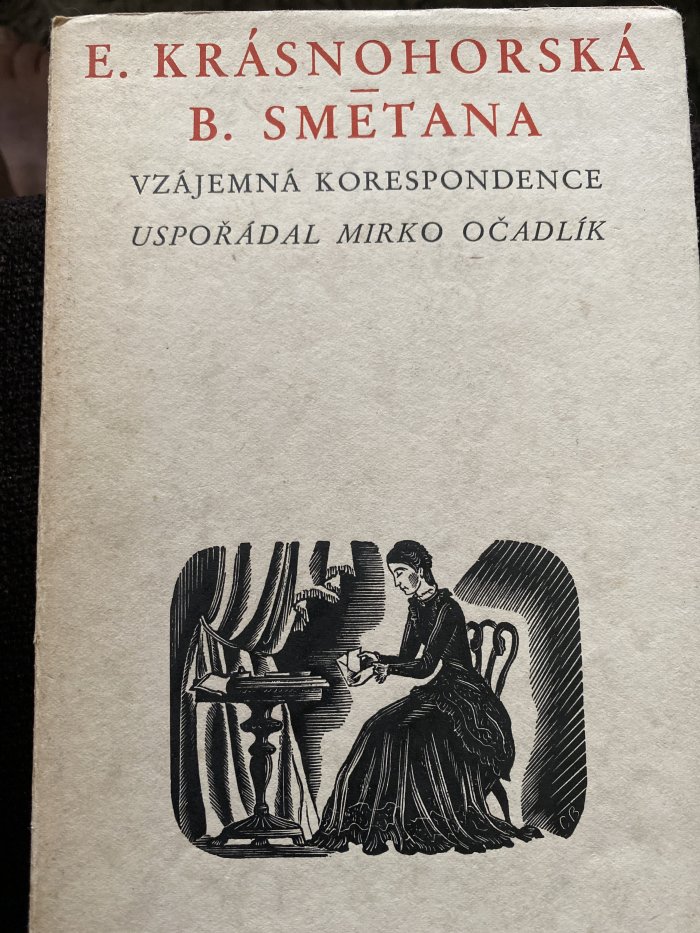 E. KRÁSNOHORSKÁ
–
B. SMETANA
VZÁJEMNÁ KORESPONDENCE
USPOŘÁDAL MIRKO OČADLÍK